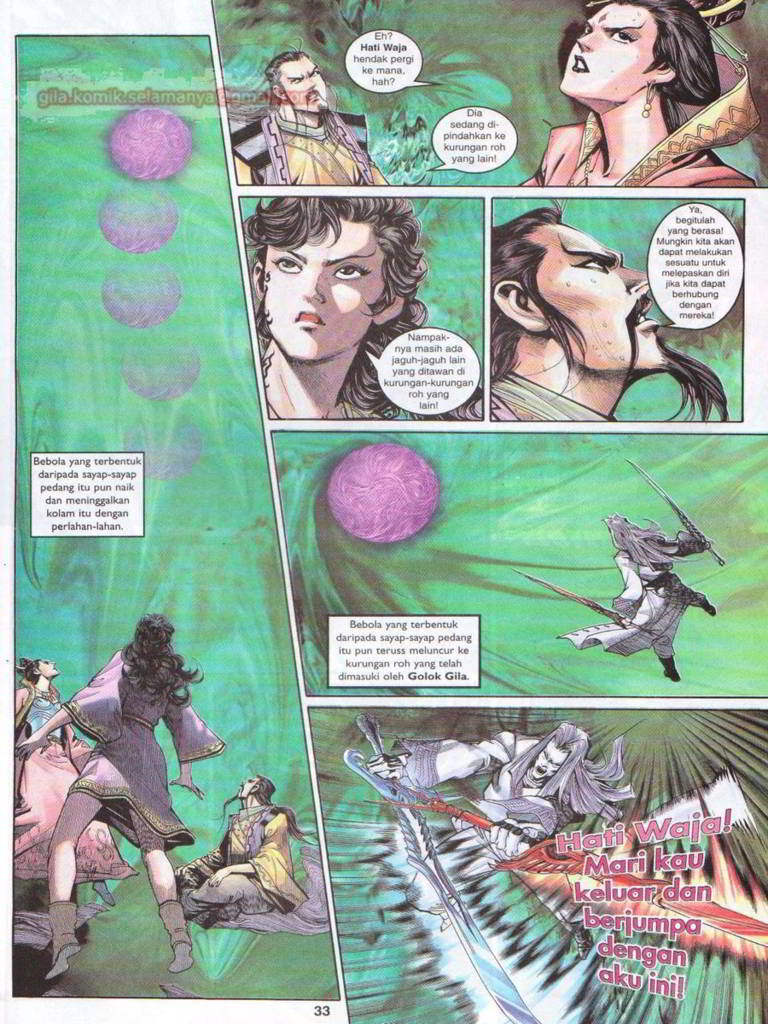 gila.komik.selamanya@gmail.com
Eh?
Hati Waja
hendak pergi
ke mana,
hah?
Dia
sedang di-
pindahkan ke
kurungan roh
yang lain!
Nampak-
nya masih ada
jaguh-jaguh lain
yang ditawan di
kurungan-kurungan
roh yang
lain!
Ya,
begitulah
yang berasa!
Mungkin kita akan
dapat melakukan
sesuatu untuk
melepaskan diri
jika kita dapat
berhubung
dengan
mereka!
Bebola yang terbentuk
daripada sayap-sayap
pedang itu pun naik
dan meninggalkan
kolam itu dengan
perlahan-lahan.
Bebola yang terbentuk
daripada sayap-sayap pedang
itu pun teruss meluncur ke
kurungan roh yang telah
dimasuki oleh Golok Gila.
Hati Waja!
Mari kau
keluar dan
berjumpa
dengan
aku ini!
33